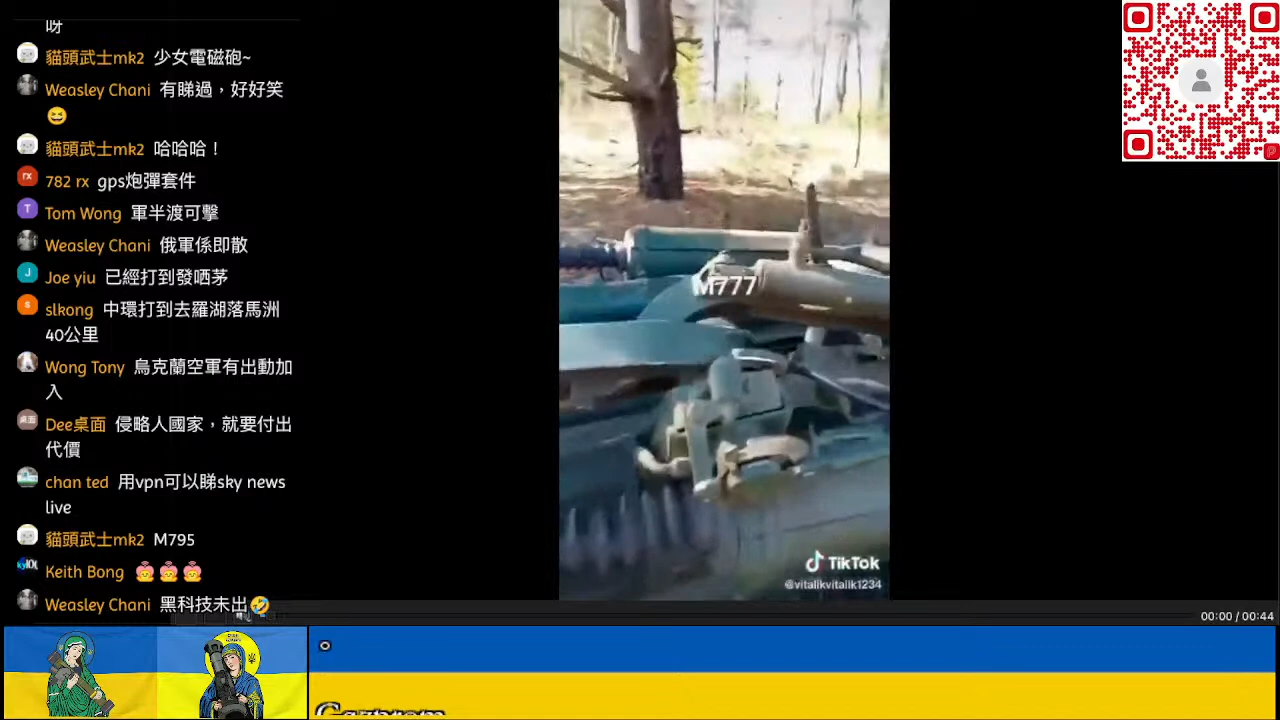 呀
貓頭武士mk2 少女電磁砲~
Weasley Chani 有睇過，好好笑
😆
貓頭武士mk2 哈哈哈！
782 rx gps炮彈套件
Tom Wong 軍半渡可擊
Weasley Chani 俄軍係即散
Joe yiu 已經打到發哂茅
slkong 中環打到去羅湖落馬洲
40公里
Wong Tony 烏克蘭空軍有出動加
入
Dee桌面 侵略人國家，就要付出
代價
chan ted 用vpn可以睇sky news
live
貓頭武士mk2 M795
Keith Bong
Weasley Chani 黑科技未出🤣
M777
TikTok
@vitalikvitalik1234
00:00 / 00:44